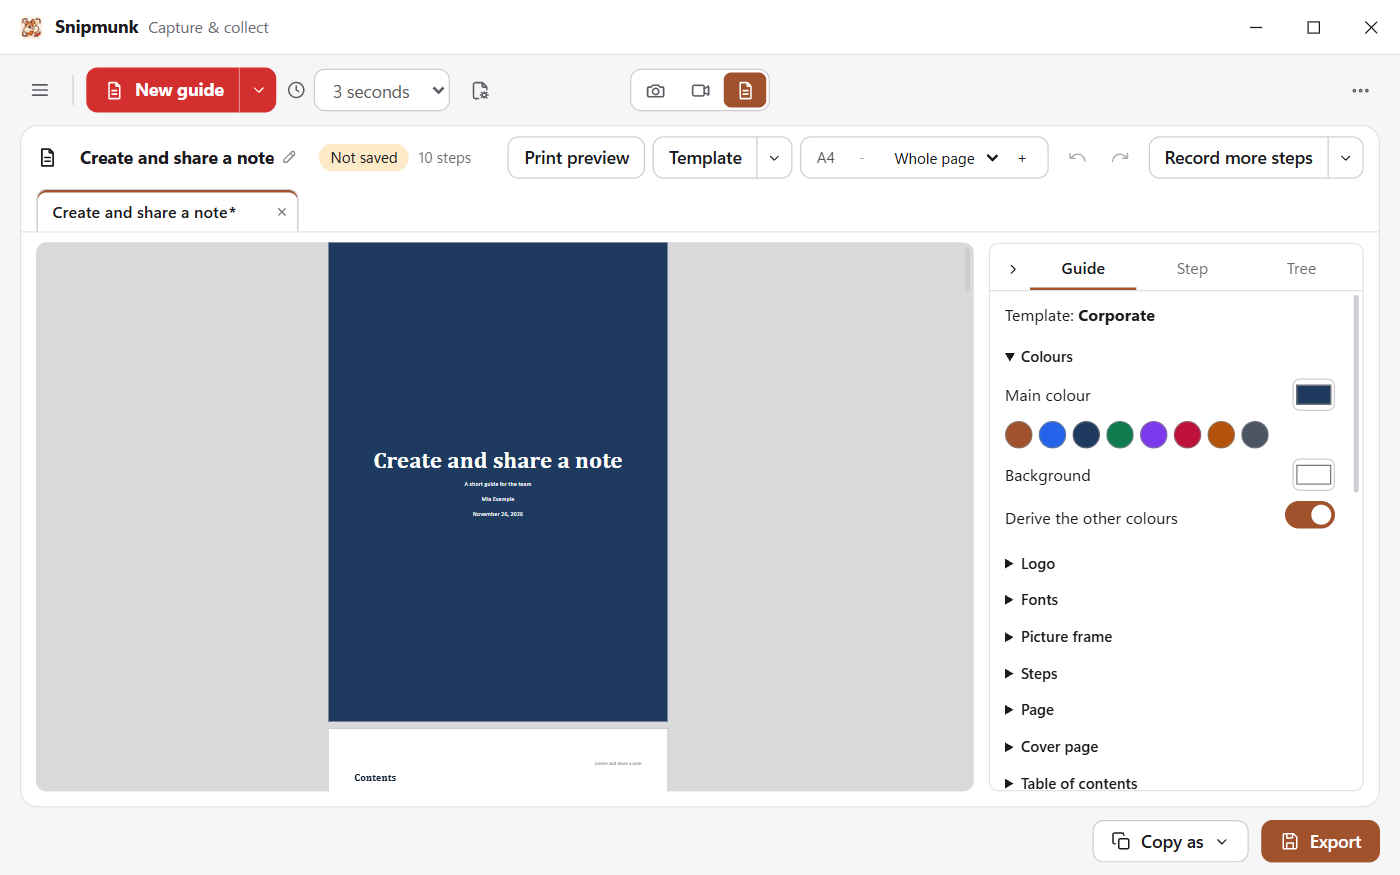 Snipmunk Capture & collect
New guide
3 seconds
Create and share a note
Not saved
10 steps
Print preview
Template
A4
-
Whole page
+
Record more steps
Create and share a note*
Create and share a note
A short guide for the team
Mia Example
November 26, 2026
Create and share a note
Contents
Guide
Step
Tree
Template: Corporate
Colours
Main colour
Background
Derive the other colours
Logo
Fonts
Picture frame
Steps
Page
Cover page
Table of contents
Copy as
Export